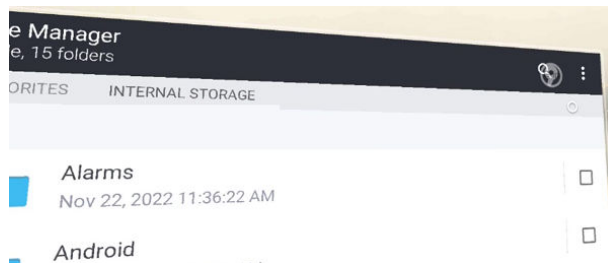 e Manager
e, 15 folders
ORITES INTERNAL STORAGE
Alarms
Nov 22, 2022 11:36:22 AM
Android